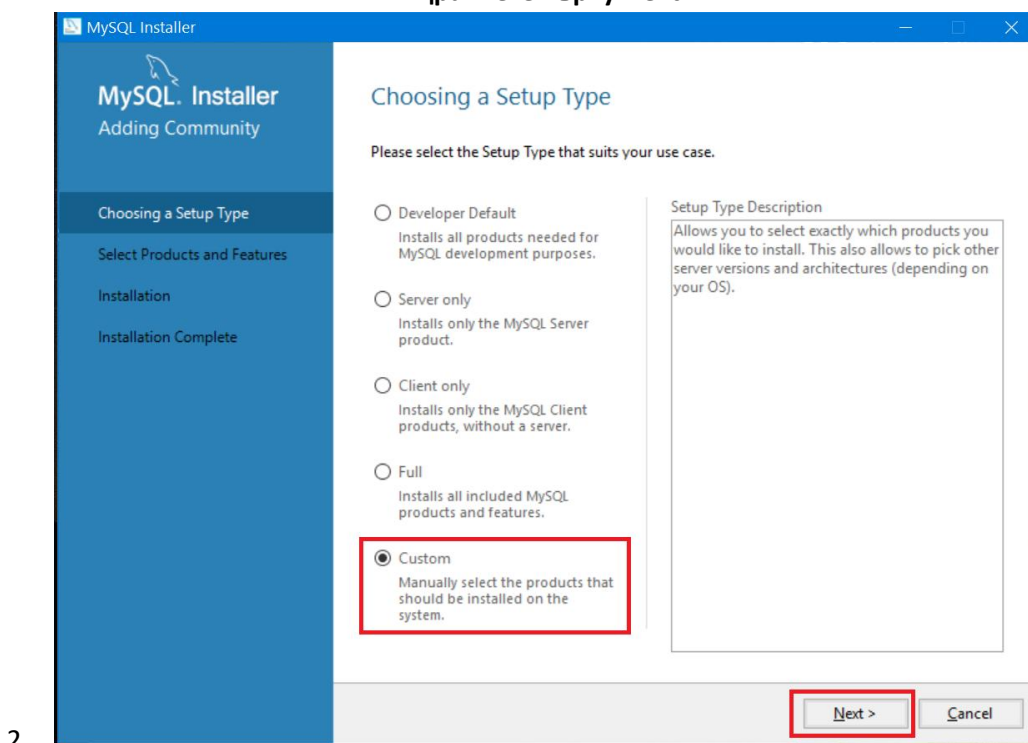 MySQL Installer
MySQL. Installer
Adding Community
Choosing a Setup Type
Select Products and Features
Installation
Installation Complete
Choosing a Setup Type
Please select the Setup Type that suits your use case.
Developer Default
Installs all products needed for
MySQL development purposes.
Server only
Installs only the MySQL Server
product.
Client only
Installs only the MySQL Client
products, without a server.
Full
Installs all included MySQL
products and features.
Custom
Manually select the products that
should be installed on the
system.
Setup Type Description
Allows you to select exactly which products you
would like to install. This also allows to pick other
server versions and architectures (depending on
your OS).
Next >
Cancel
2